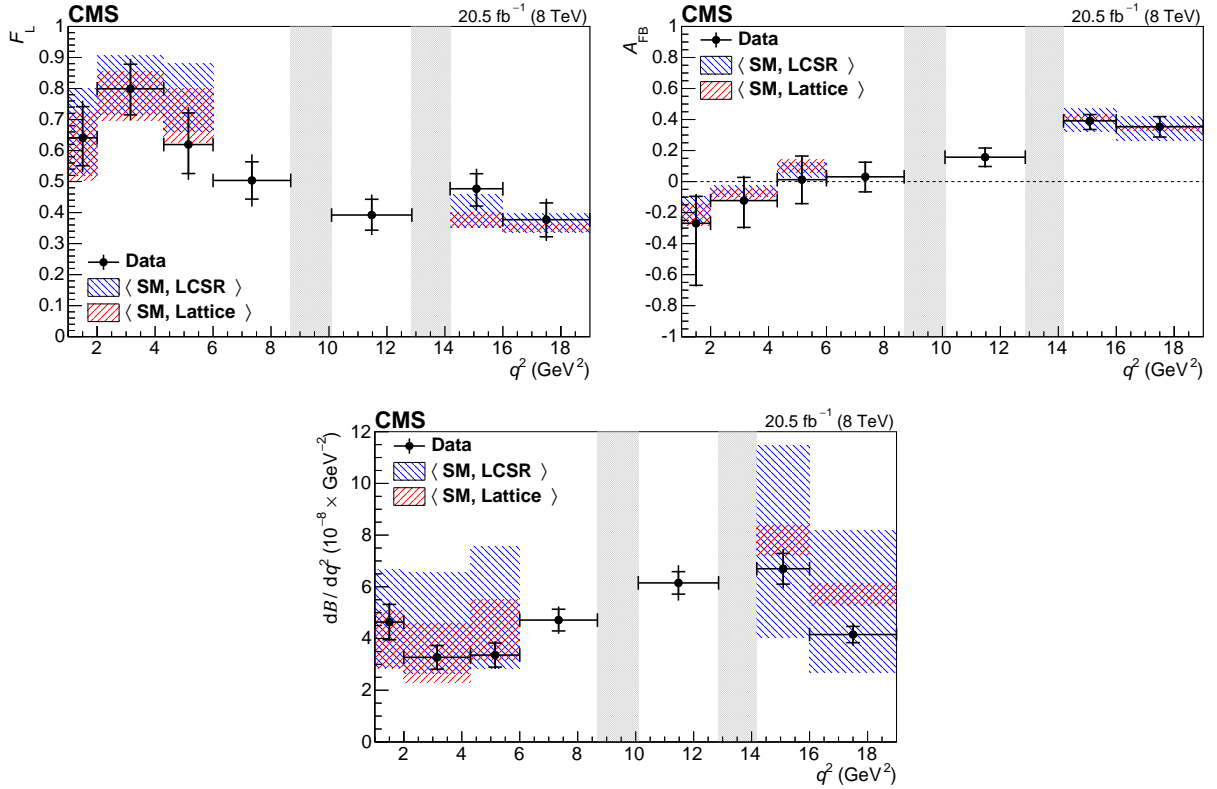 CMS
20.5 fb⁻¹ (8 TeV)
F_L
1
0.9
0.8
0.7
0.6
0.5
0.4
0.3
0.2
0.1
0
Data
⟨ SM, LCSR ⟩
⟨ SM, Lattice ⟩
2 4 6 8 10 12 14 16 18
q² (GeV²)
CMS
20.5 fb⁻¹ (8 TeV)
A_FB
1
0.8
0.6
0.4
0.2
0
-0.2
-0.4
-0.6
-0.8
-1
Data
⟨ SM, LCSR ⟩
⟨ SM, Lattice ⟩
2 4 6 8 10 12 14 16 18
q² (GeV²)
CMS
20.5 fb⁻¹ (8 TeV)
dB / dq² (10⁻⁸ × GeV⁻²)
12
10
8
6
4
2
0
Data
⟨ SM, LCSR ⟩
⟨ SM, Lattice ⟩
2 4 6 8 10 12 14 16 18
q² (GeV²)